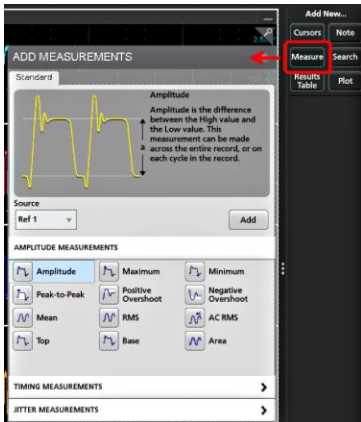 Add New...
Cursors Note
ADD MEASUREMENTS
Measure Search
Standard
Results Table Plot
Amplitude
Amplitude is the difference
between the High value and
the Low value. This
measurement can be made
a across the entire record, or on
each cycle in the record.
Source
Ref 1
Add
AMPLITUDE MEASUREMENTS
Amplitude Maximum Minimum
Peak-to-Peak Positive Overshoot Negative Overshoot
Mean RMS AC RMS
Top Base Area
TIMING MEASUREMENTS
JITTER MEASUREMENTS